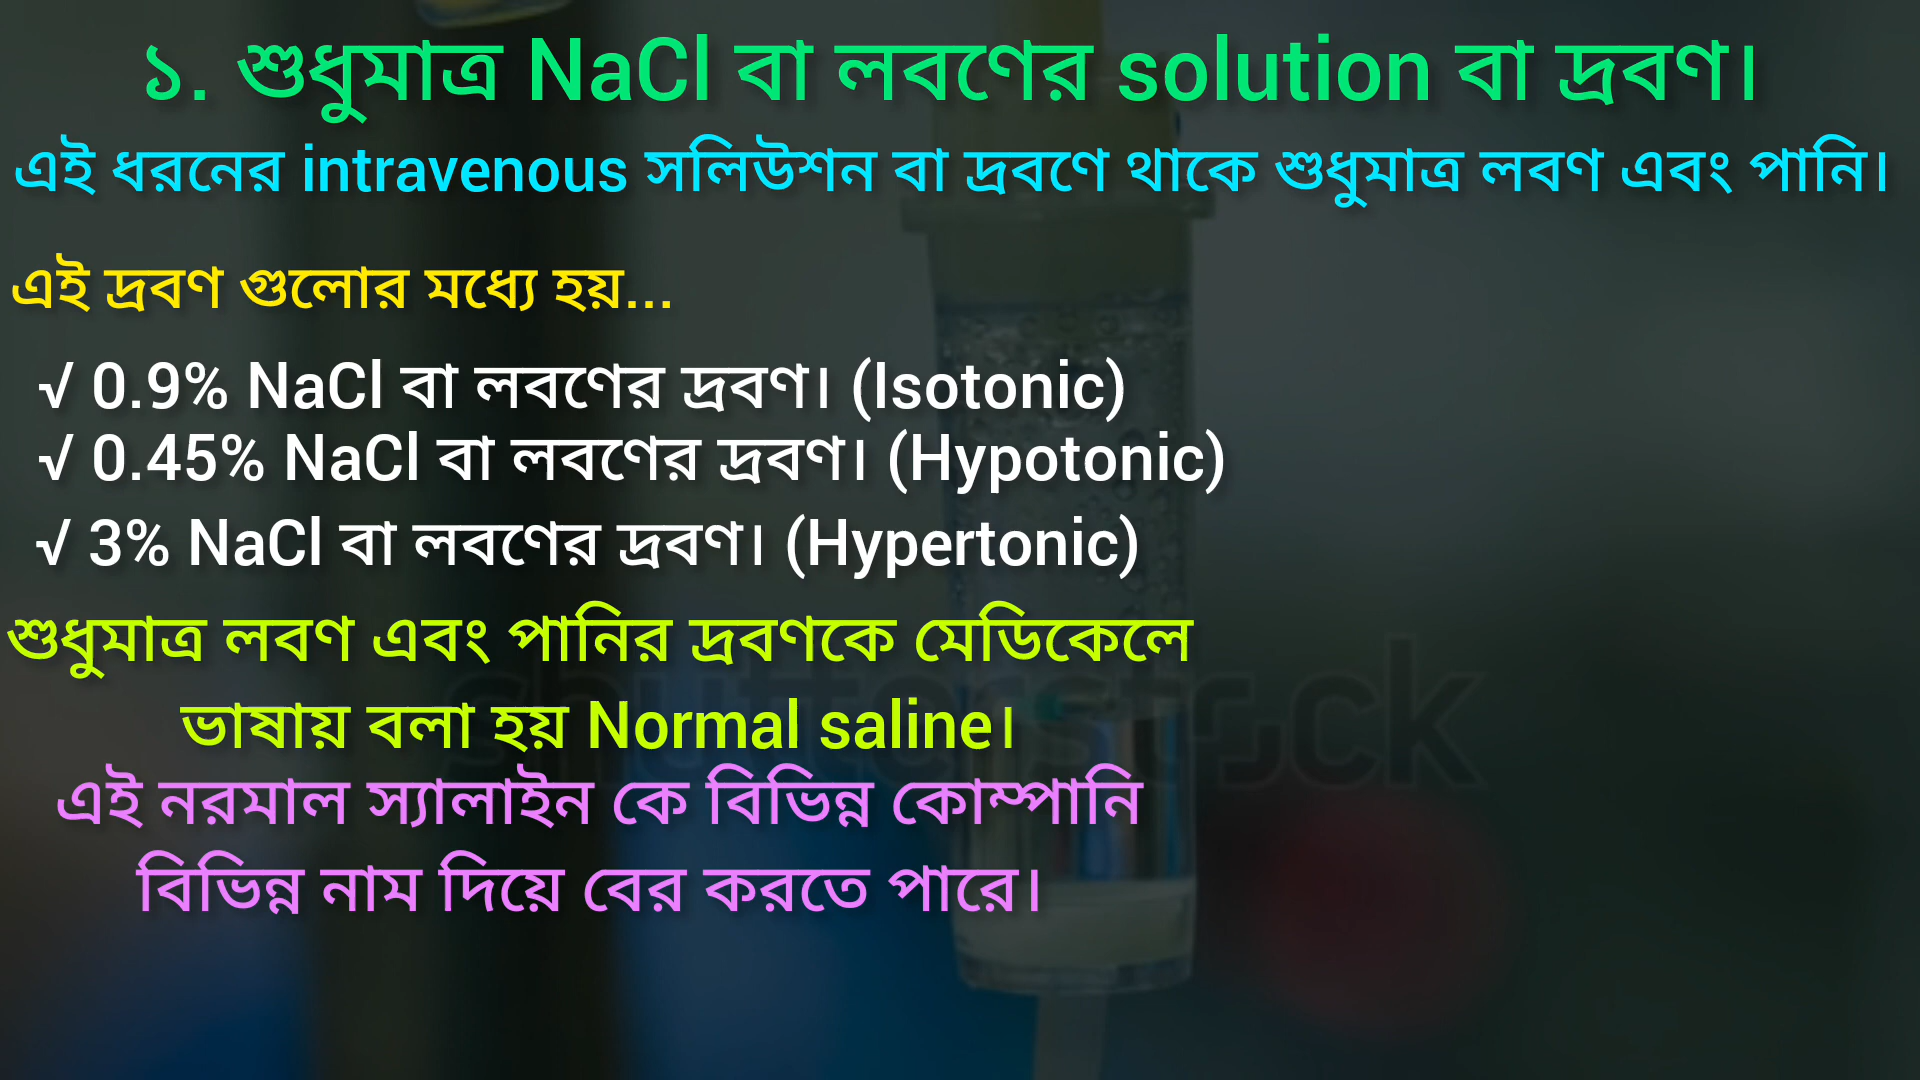 ১. শুধুমাত্র NaCl বা লবণের solution বা দ্রবণ।
এই ধরনের intravenous সলিউশন বা দ্রবণে থাকে শুধুমাত্র লবণ এবং পানি।
এই দ্রবণ গুলোর মধ্যে হয়...
√ 0.9% NaCl বা লবণের দ্রবণ। (Isotonic)
√ 0.45% NaCl বা লবণের দ্রবণ। (Hypotonic)
√ 3% NaCl বা লবণের দ্রবণ। (Hypertonic)
শুধুমাত্র লবণ এবং পানির দ্রবণকে মেডিকেলে
ভাষায় বলা হয় Normal saline।
shutterstock
এই নরমাল স্যালাইন কে বিভিন্ন কোম্পানি
বিভিন্ন নাম দিয়ে বের করতে পারে।